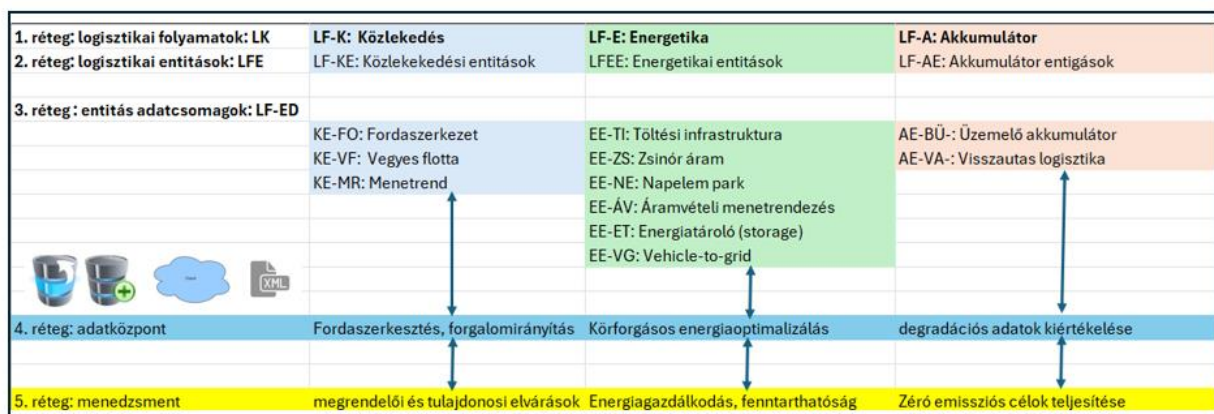 1. réteg: logisztikai folyamatok: LK LF-K: Közlekedés LF-E: Energetika LF-A: Akkumulátor
2. réteg: logisztikai entitások: LFE LF-KE: Közlekekedési entitások LFEE: Energetikai entitások LF-AE: Akkumulátor entigások
3. réteg: entitás adatcsomagok: LF-ED
KE-FO: Fordaszerkezet EE-TI: Töltési infrastruktura AE-BÜ-: Üzemelő akkumulátor
KE-VF: Vegyes flotta EE-ZS: Zsinór áram AE-VA-: Visszautas logisztika
KE-MR: Menetrend EE-NE: Napelem park
EE-ÁV: Áramvételi menetrendezés
EE-ET: Energiatároló (storage)
EE-VG: Vehicle-to-grid
XML
4. réteg: adatközpont Fordaszerkesztés, forgalomirányítás Körforgásos energiaoptimalizálás degradációs adatok kiértékelése
5. réteg: menedzsment megrendelői és tulajdonosi elvárások Energiagazdálkodás, fenntarthatóság Zéró emissziós célok teljesítése